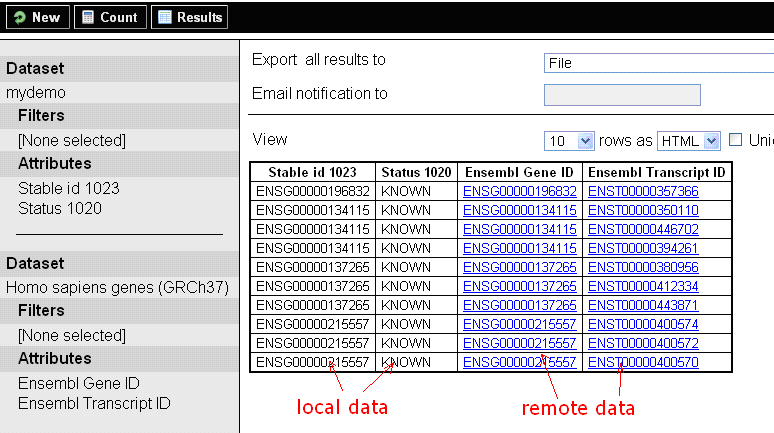 New Count Results
Dataset
mydemo
Filters
[None selected]
Attributes
Stable id 1023
Status 1020
Dataset
Homo sapiens genes (GRCh37)
Filters
[None selected]
Attributes
Ensembl Gene ID
Ensembl Transcript ID
Export all results to File
Email notification to
View 10 rows as HTML Uni
Stable id 1023 Status 1020 Ensembl Gene ID Ensembl Transcript ID
ENSG00000196832 KNOWN ENSG00000196832 ENST00000357366
ENSG00000134115 KNOWN ENSG00000134115 ENST00000350110
ENSG00000134115 KNOWN ENSG00000134115 ENST00000446702
ENSG00000134115 KNOWN ENSG00000134115 ENST00000394261
ENSG00000137265 KNOWN ENSG00000137265 ENST00000380956
ENSG00000137265 KNOWN ENSG00000137265 ENST00000412334
ENSG00000137265 KNOWN ENSG00000137265 ENST00000443871
ENSG00000215557 KNOWN ENSG00000215557 ENST00000400574
ENSG00000215557 KNOWN ENSG00000215557 ENST00000400572
ENSG00000215557 KNOWN ENSG00000215557 ENST00000400570
local data remote data